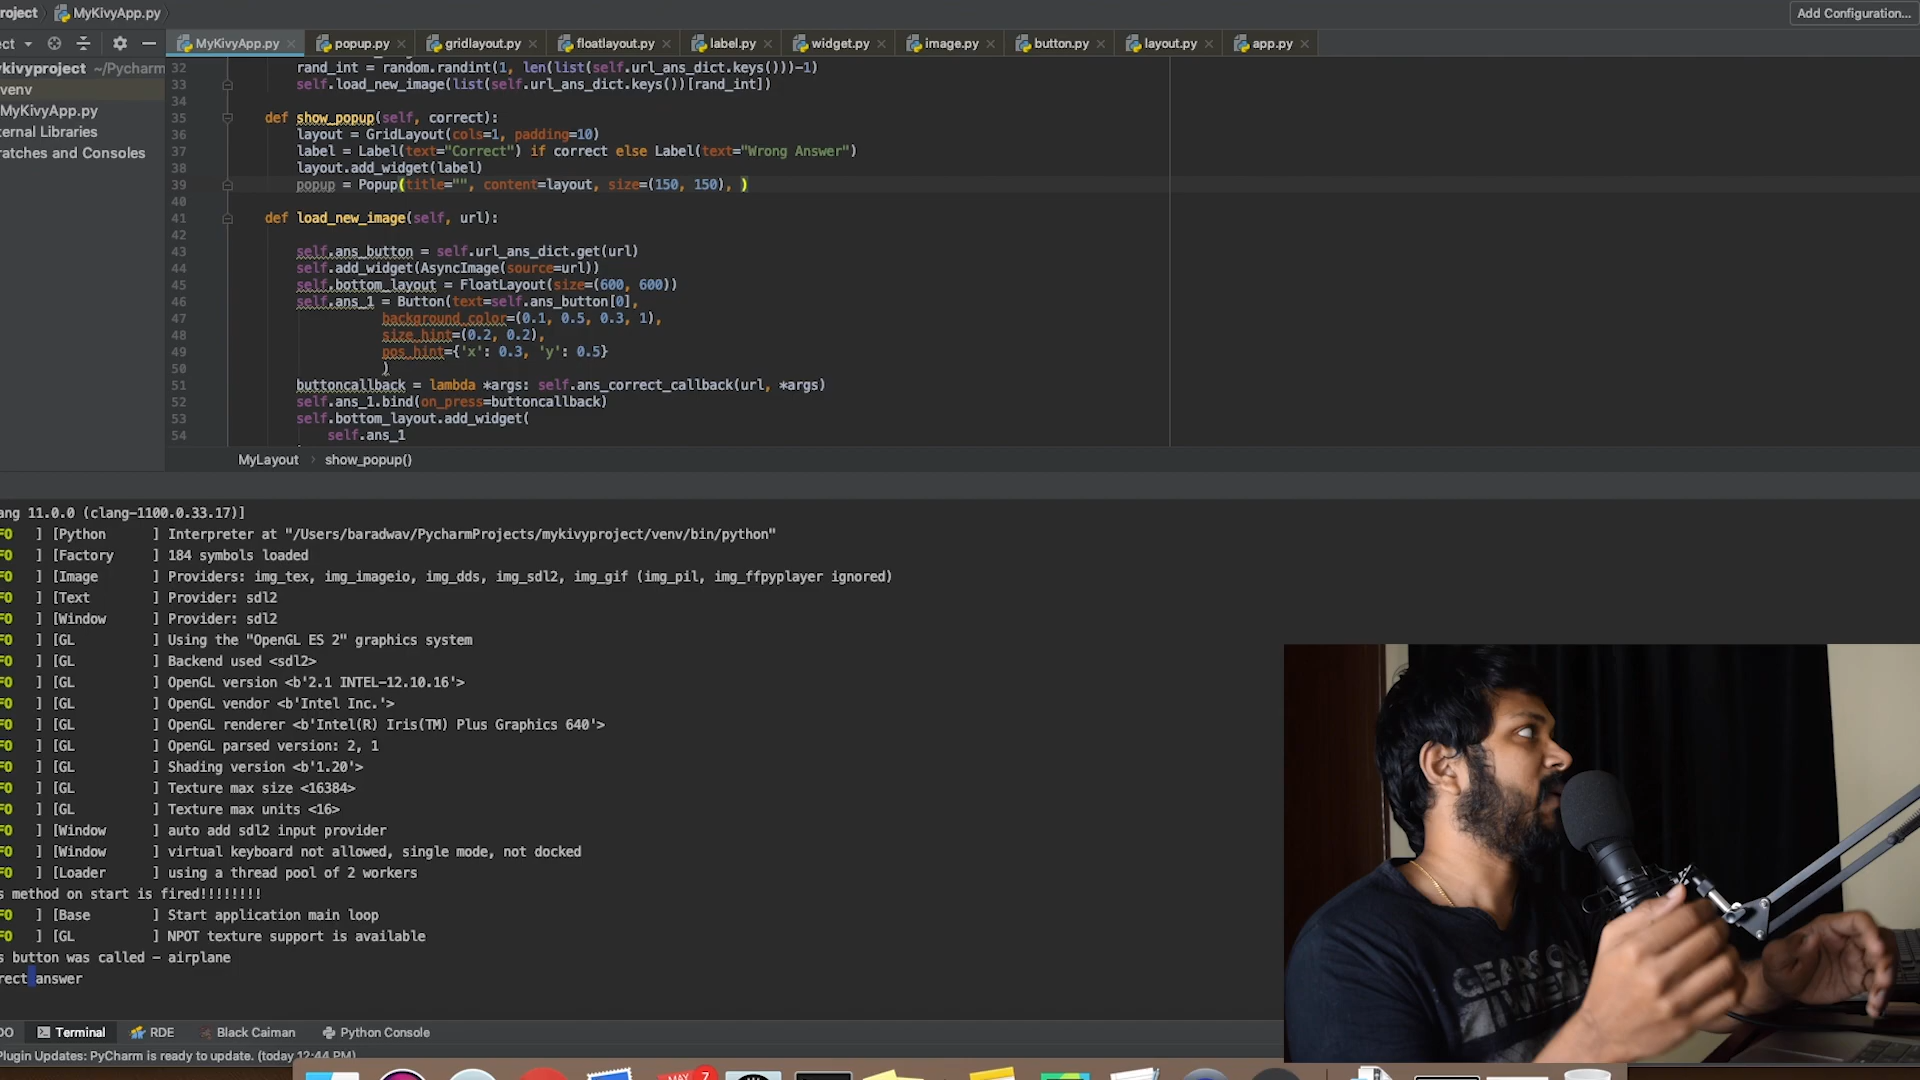 roject MyKivyApp.py
Add Configuration...
ct MyKivyApp.py popup.py gridlayout.py floatlayout.py label.py widget.py image.py button.py layout.py app.py
ykivyproject ~/Pycharm
venv
MyKivyApp.py
ternal Libraries
ratches and Consoles
32 rand_int = random.randint(1, len(list(self.url_ans_dict.keys()))-1)
33 self.load_new_image(list(self.url_ans_dict.keys())[rand_int])
34
35 def show_popup(self, correct):
36 layout = GridLayout(cols=1, padding=10)
37 label = Label(text="Correct") if correct else Label(text="Wrong Answer")
38 layout.add_widget(label)
39 popup = Popup(title="", content=layout, size=(150, 150), )
40
41 def load_new_image(self, url):
42
43 self.ans_button = self.url_ans_dict.get(url)
44 self.add_widget(AsyncImage(source=url))
45 self.bottom_layout = FloatLayout(size=(600, 600))
46 self.ans_1 = Button(text=self.ans_button[0],
47 background_color=(0.1, 0.5, 0.3, 1),
48 size_hint=(0.2, 0.2),
49 pos_hint={'x': 0.3, 'y': 0.5}
50 )
51 buttoncallback = lambda *args: self.ans_correct_callback(url, *args)
52 self.ans_1.bind(on_press=buttoncallback)
53 self.bottom_layout.add_widget(
54 self.ans_1
MyLayout › show_popup()
ang 11.0.0 (clang-1100.0.33.17)]
FO ] [Python ] Interpreter at "/Users/baradwav/PycharmProjects/mykivyproject/venv/bin/python"
FO ] [Factory ] 184 symbols loaded
FO ] [Image ] Providers: img_tex, img_imageio, img_dds, img_sdl2, img_gif (img_pil, img_ffpyplayer ignored)
FO ] [Text ] Provider: sdl2
FO ] [Window ] Provider: sdl2
FO ] [GL ] Using the "OpenGL ES 2" graphics system
FO ] [GL ] Backend used <sdl2>
FO ] [GL ] OpenGL version <b'2.1 INTEL-12.10.16'>
FO ] [GL ] OpenGL vendor <b'Intel Inc.'>
FO ] [GL ] OpenGL renderer <b'Intel(R) Iris(TM) Plus Graphics 640'>
FO ] [GL ] OpenGL parsed version: 2, 1
FO ] [GL ] Shading version <b'1.20'>
FO ] [GL ] Texture max size <16384>
FO ] [GL ] Texture max units <16>
FO ] [Window ] auto add sdl2 input provider
FO ] [Window ] virtual keyboard not allowed, single mode, not docked
FO ] [Loader ] using a thread pool of 2 workers
s method on start is fired!!!!!!!!
FO ] [Base ] Start application main loop
FO ] [GL ] NPOT texture support is available
s button was called - airplane
rect answer
GEARS ON
VIEWS
DO Terminal RDE Black Caiman Python Console
Plugin Updates: PyCharm is ready to update. (today 12:44 PM)
MAY 7